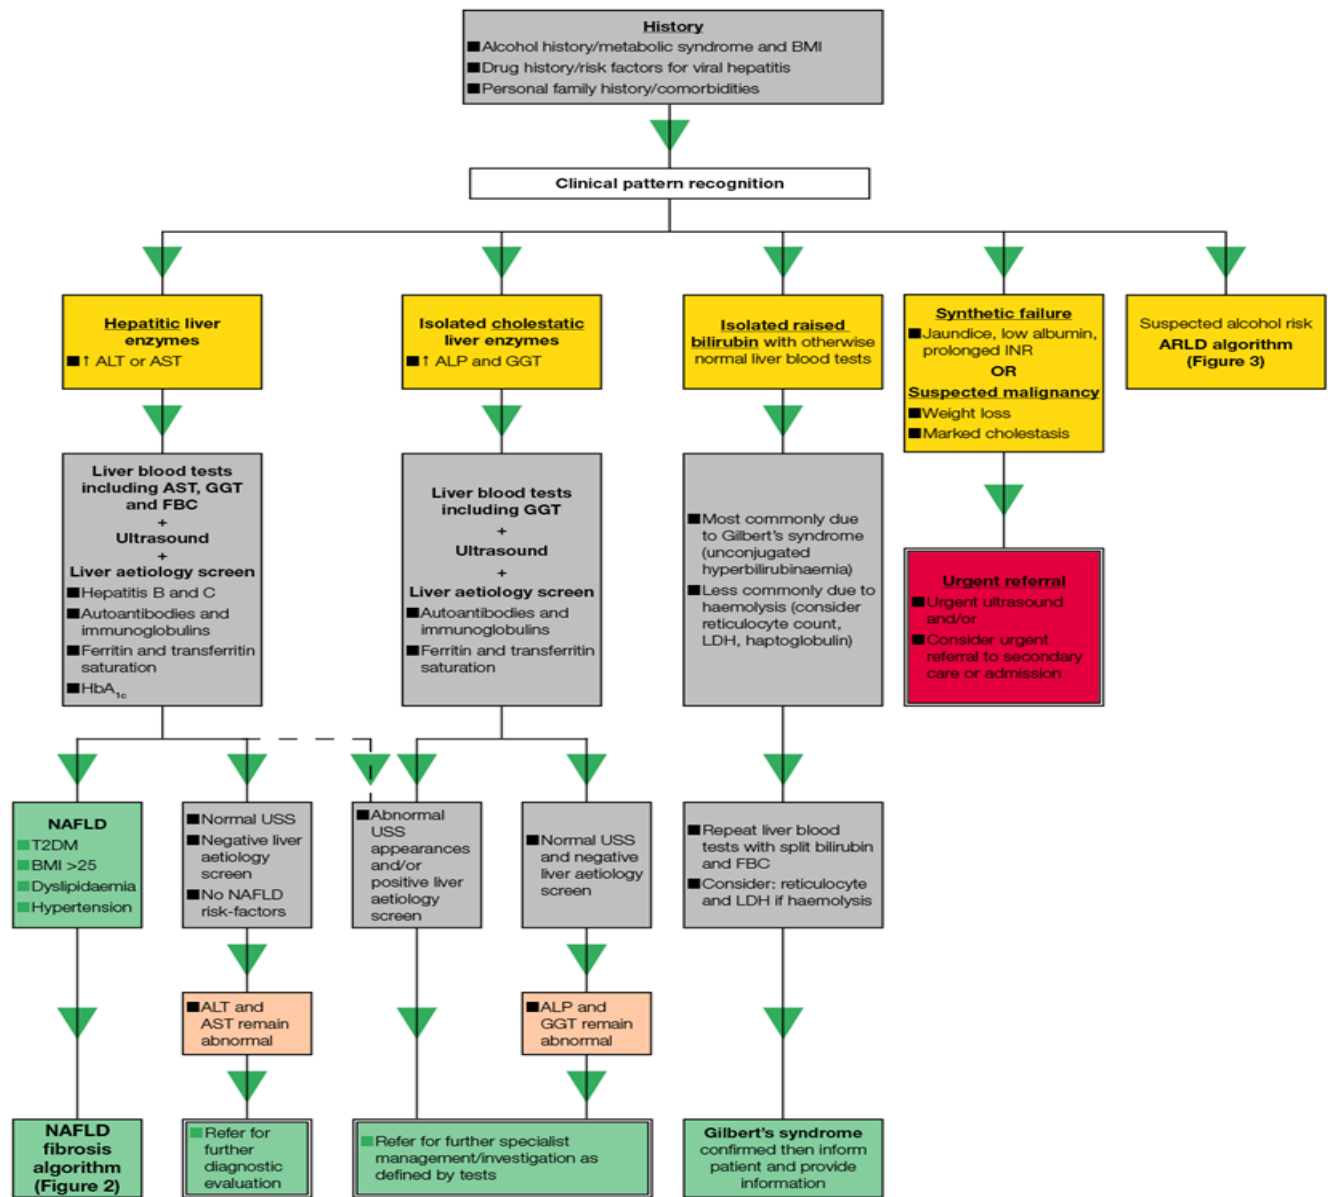 History
■Alcohol history/metabolic syndrome and BMI
■Drug history/risk factors for viral hepatitis
■Personal family history/comorbidities
Clinical pattern recognition
Hepatitic liver
enzymes
■↑ ALT or AST
Isolated cholestatic
liver enzymes
■↑ ALP and GGT
Isolated raised
bilirubin with otherwise
normal liver blood tests
Synthetic failure
■Jaundice, low albumin,
prolonged INR
OR
Suspected malignancy
■Weight loss
■Marked cholestasis
Suspected alcohol risk
ARLD algorithm
(Figure 3)
Liver blood tests
including AST, GGT
and FBC
+
Ultrasound
+
Liver aetiology screen
■Hepatitis B and C
■Autoantibodies and
immunoglobulins
■Ferritin and transferritin
saturation
■HbA1c
Liver blood tests
including GGT
+
Ultrasound
+
Liver aetiology screen
■Autoantibodies and
immunoglobulins
■Ferritin and transferritin
saturation
■Most commonly due
to Gilbert's syndrome
(unconjugated
hyperbilirubinaemia)
■Less commonly due to
haemolysis (consider
reticulocyte count,
LDH, haptoglobulin)
Urgent referral
■Urgent ultrasound
and/or
■Consider urgent
referral to secondary
care or admission
NAFLD
■T2DM
■BMI >25
■Dyslipidaemia
■Hypertension
■Normal USS
■Negative liver
aetiology
screen
■No NAFLD
risk-factors
■Abnormal
USS
appearances
and/or
positive liver
aetiology
screen
■Normal USS
and negative
liver aetiology
screen
■Repeat liver blood
tests with split bilirubin
and FBC
■Consider: reticulocyte
and LDH if haemolysis
■ALT and
AST remain
abnormal
■ALP and
GGT remain
abnormal
NAFLD
fibrosis
algorithm
(Figure 2)
■Refer for
further
diagnostic
evaluation
■Refer for further specialist
management/investigation as
defined by tests
Gilbert's syndrome
confirmed then inform
patient and provide
information